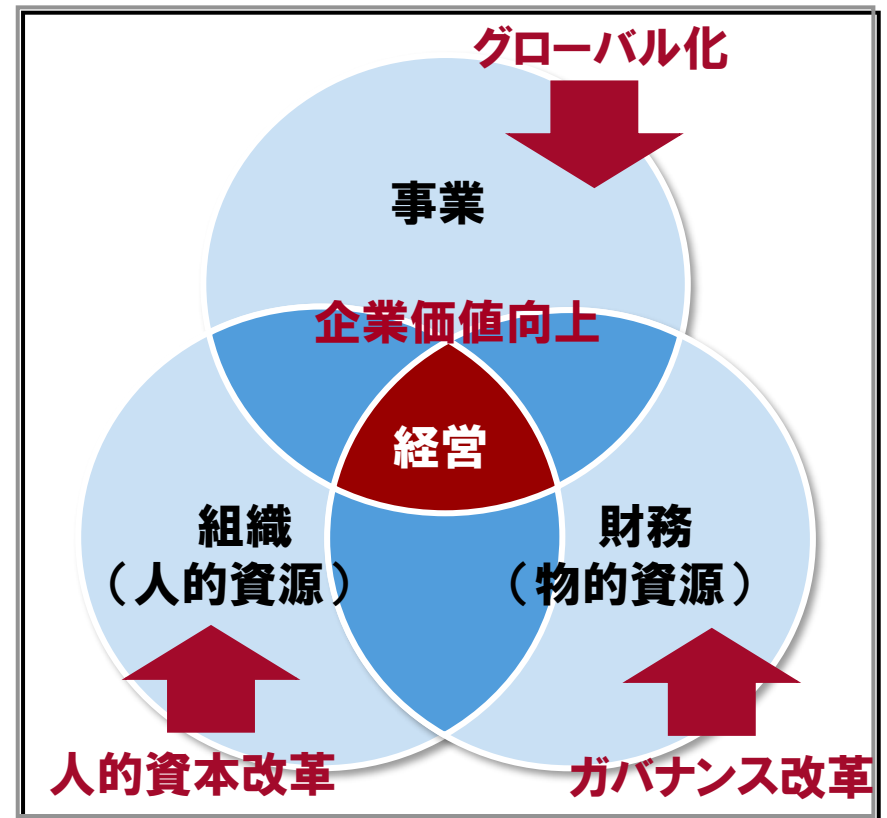 グローバル化
事業
企業価値向上
経営
組織
（人的資源）
財務
（物的資源）
人的資本改革
ガバナンス改革